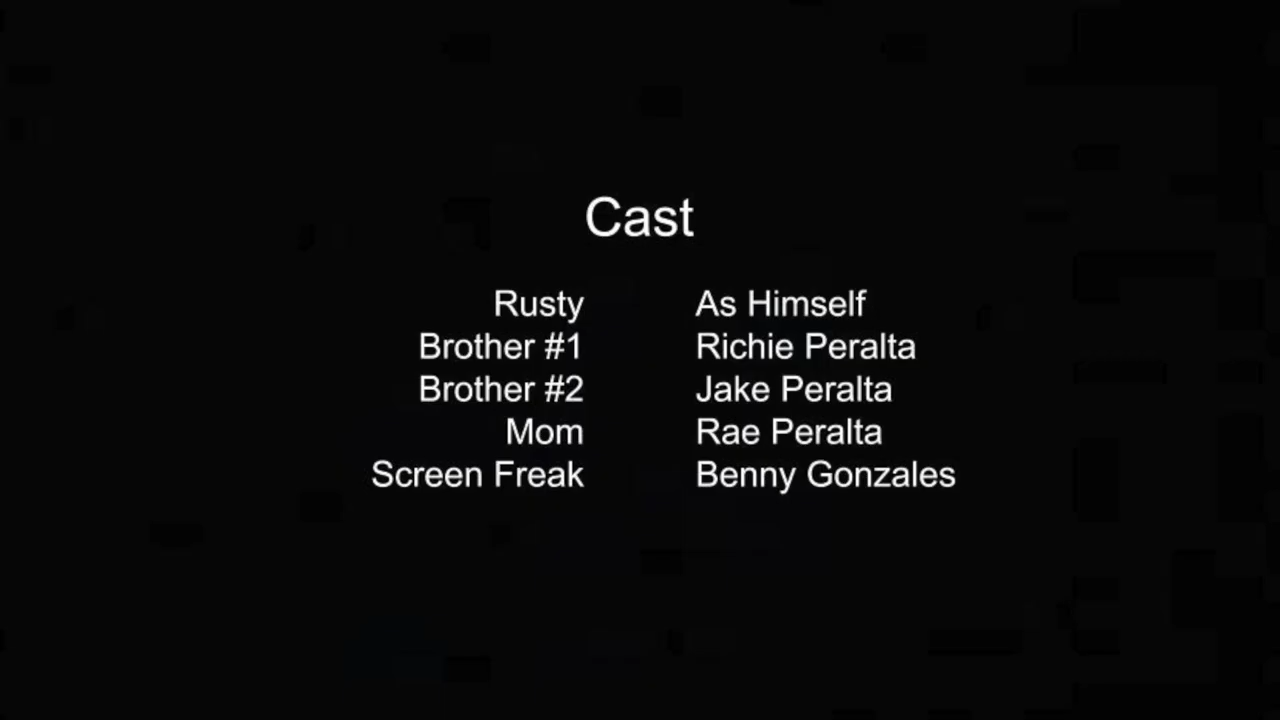 Cast
Rusty As Himself
Brother #1 Richie Peralta
Brother #2 Jake Peralta
Mom Rae Peralta
Screen Freak Benny Gonzales